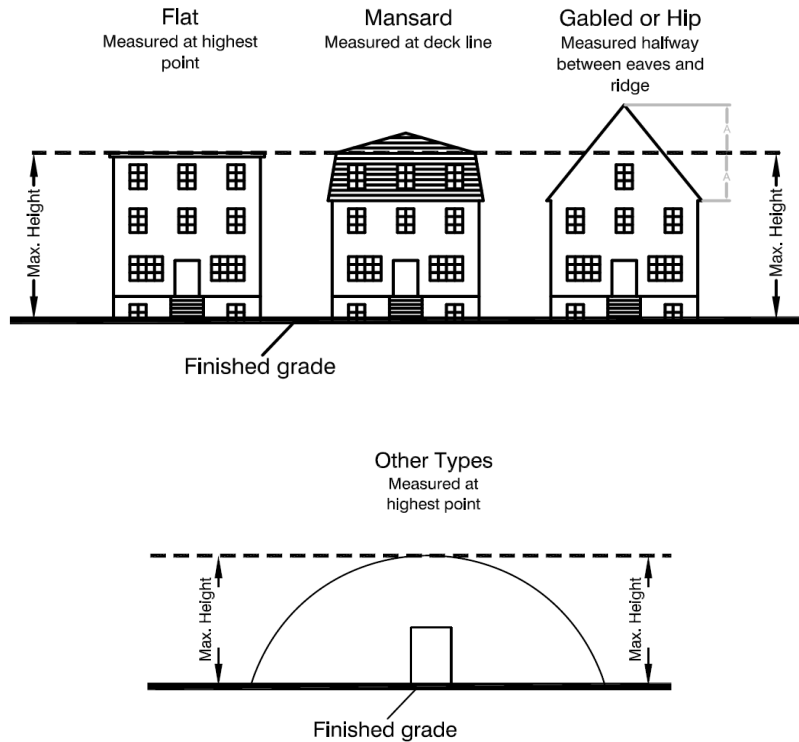 Flat
Measured at highest
point
Mansard
Measured at deck line
Gabled or Hip
Measured halfway
between eaves and
ridge
Max. Height
A
A
Max. Height
Finished grade
Other Types
Measured at
highest point
Max. Height
Max. Height
Finished grade